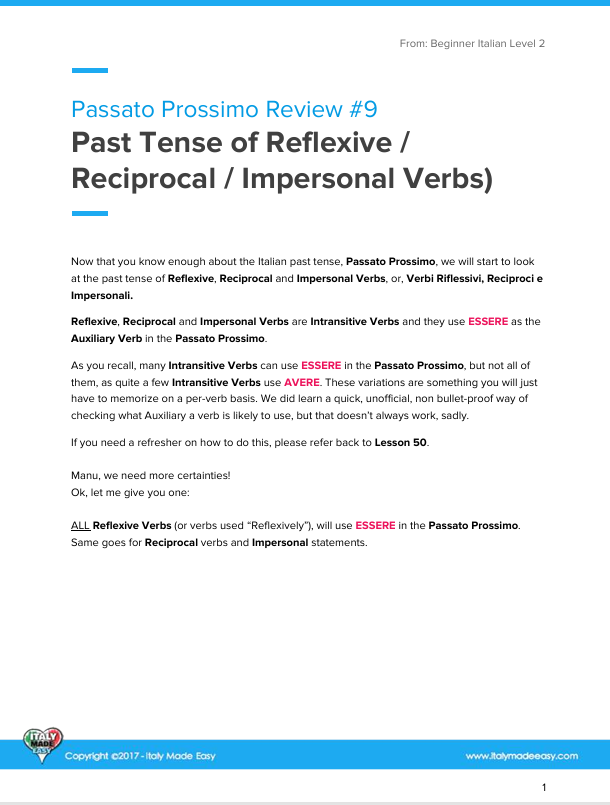 From: Beginner Italian Level 2
Passato Prossimo Review #9
Past Tense of Reflexive /
Reciprocal / Impersonal Verbs)
Now that you know enough about the Italian past tense, Passato Prossimo, we will start to look
at the past tense of Reflexive, Reciprocal and Impersonal Verbs, or, Verbi Riflessivi, Reciproci e
Impersonali.
Reflexive, Reciprocal and Impersonal Verbs are Intransitive Verbs and they use ESSERE as the
Auxiliary Verb in the Passato Prossimo.
As you recall, many Intransitive Verbs can use ESSERE in the Passato Prossimo, but not all of
them, as quite a few Intransitive Verbs use AVERE. These variations are something you will just
have to memorize on a per-verb basis. We did learn a quick, unofficial, non bullet-proof way of
checking what Auxiliary a verb is likely to use, but that doesn’t always work, sadly.
If you need a refresher on how to do this, please refer back to Lesson 50.
Manu, we need more certainties!
Ok, let me give you one:
ALL Reflexive Verbs (or verbs used “Reflexively”), will use ESSERE in the Passato Prossimo.
Same goes for Reciprocal verbs and Impersonal statements.
ITALY
MADE
EASY
Copyright ©2017 - Italy Made Easy
www.italymadeeasy.com
1